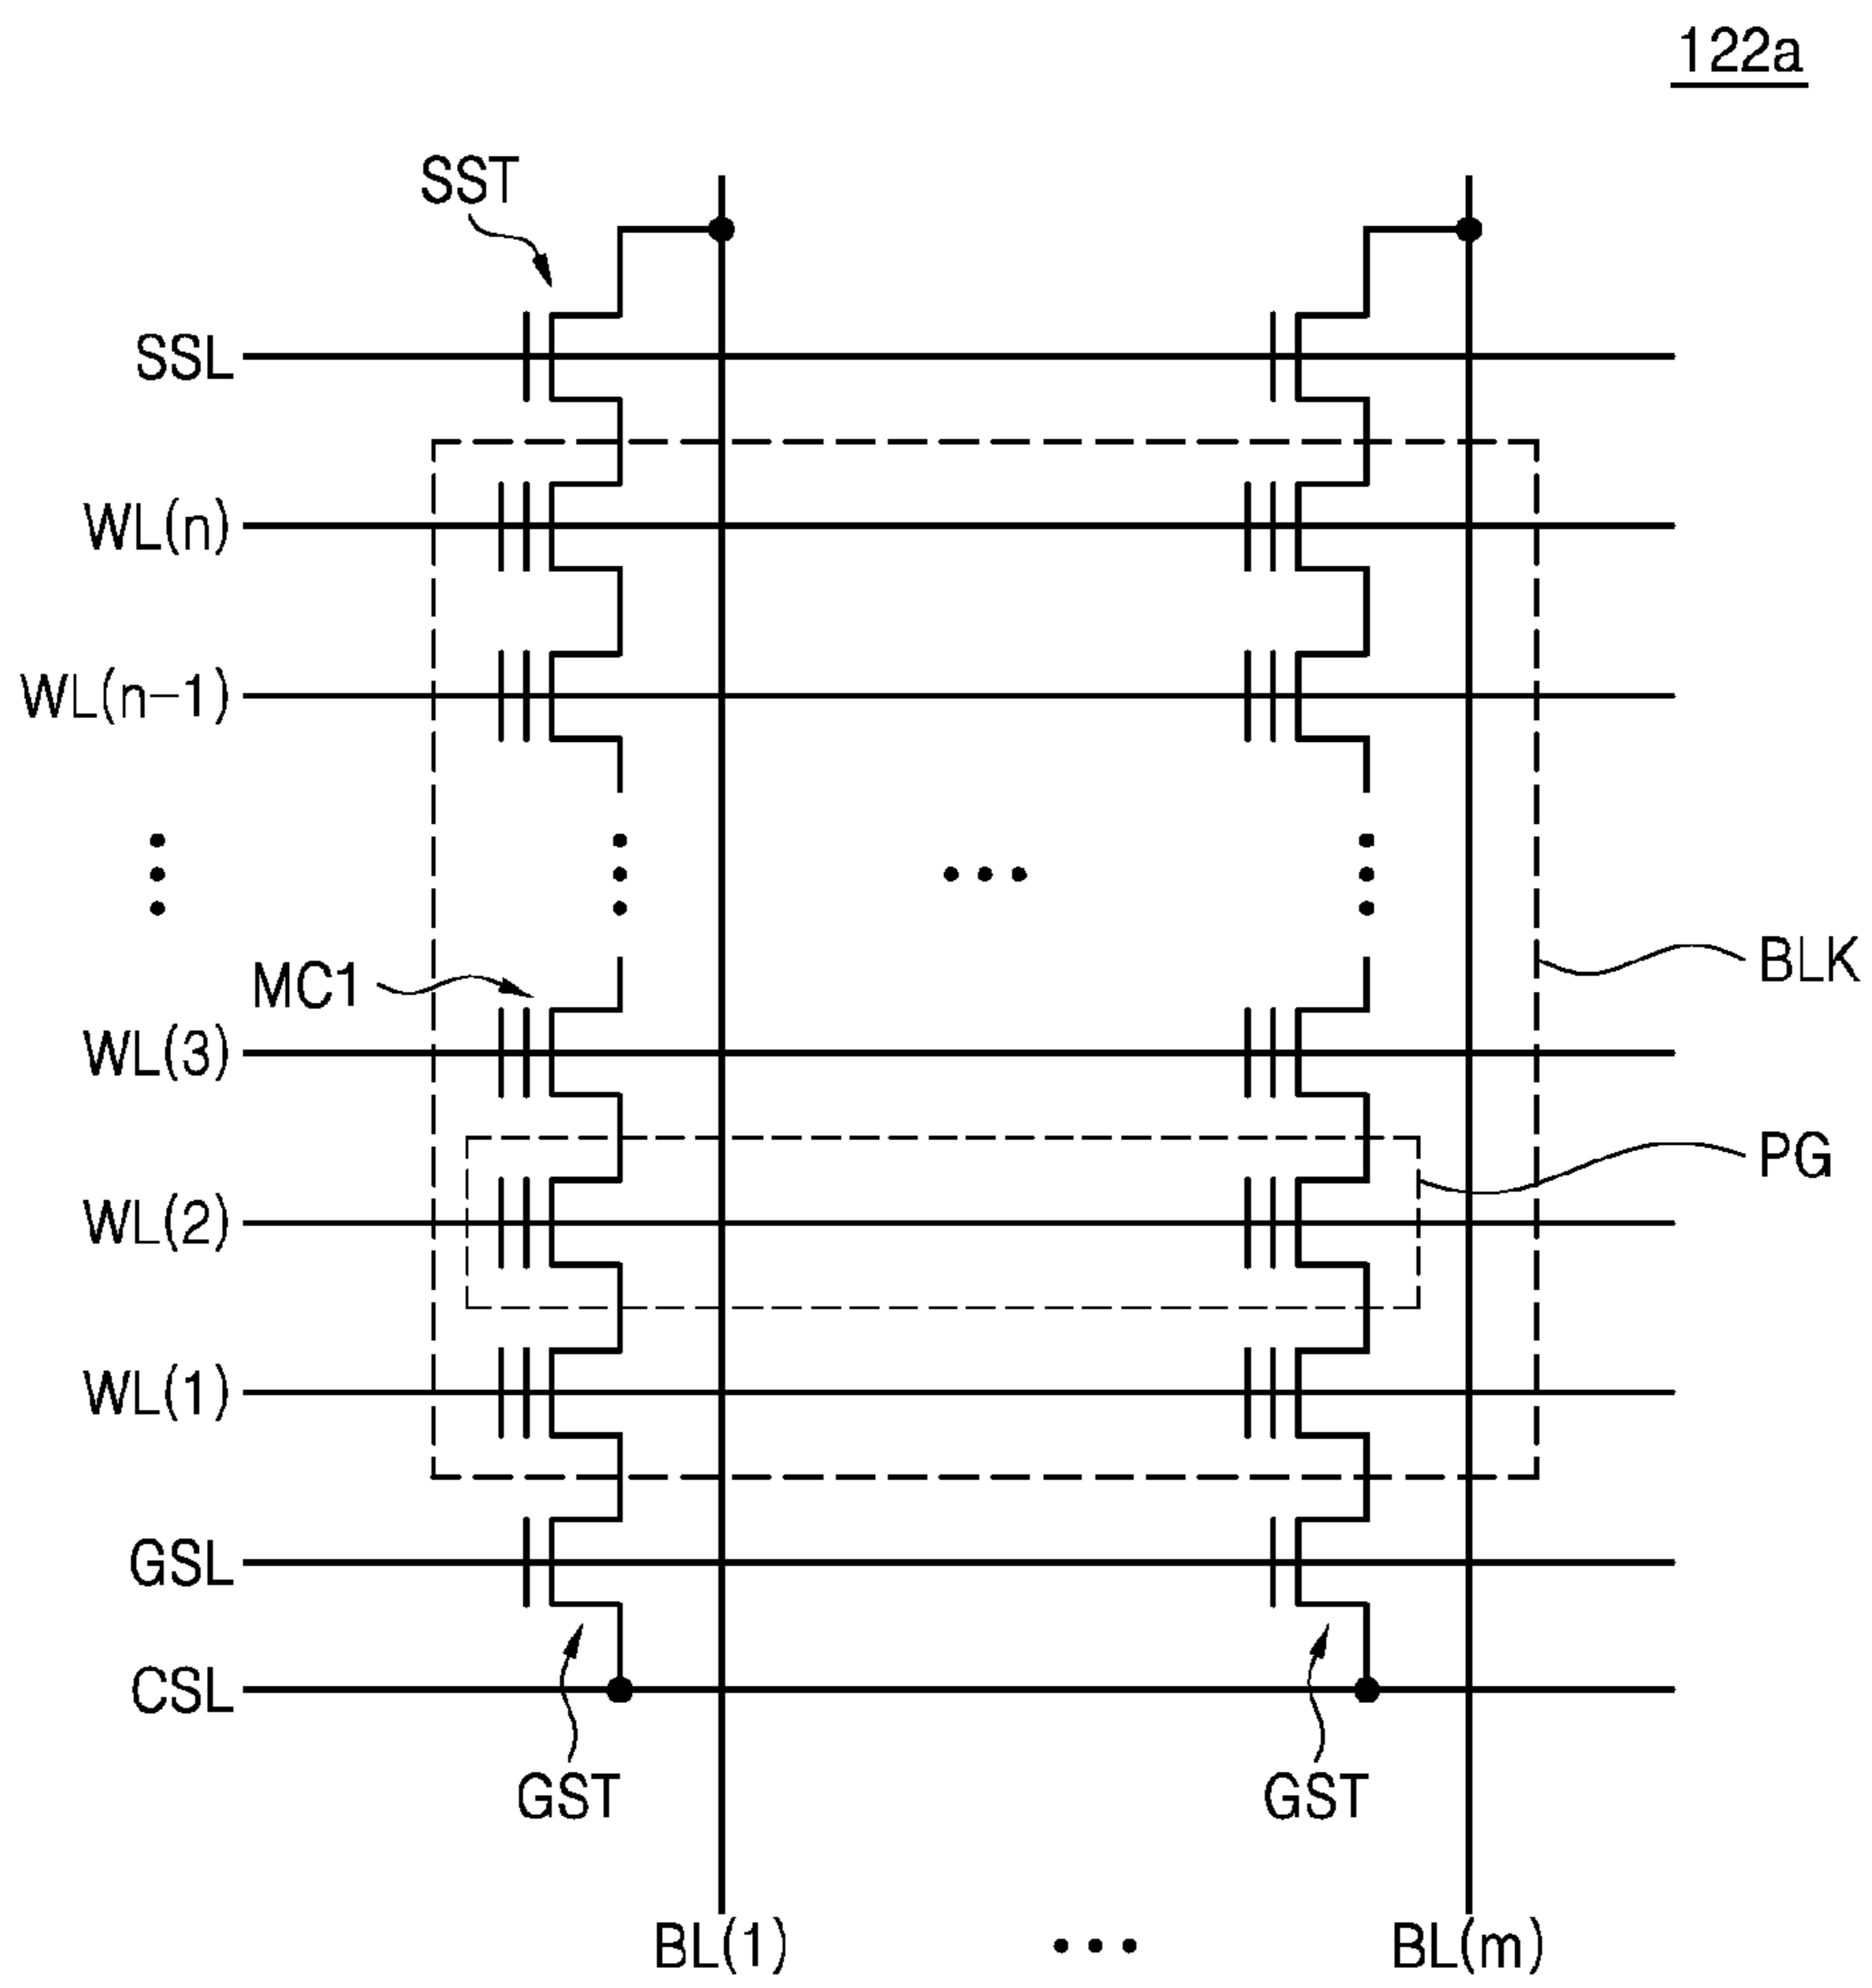 122a
SST
SSL
WL(n)
WL(n-1)
MC1
BLK
WL(3)
PG
WL(2)
WL(1)
GSL
CSL
GST GST
BL(1) ••• BL(m)